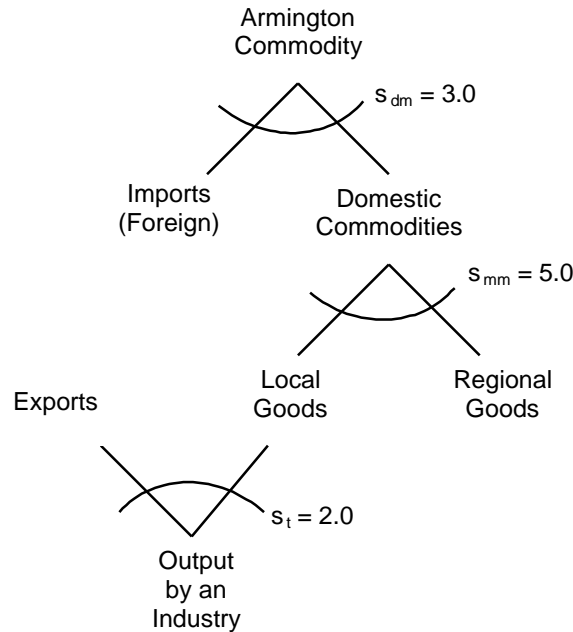 Armington
Commodity
s dm = 3.0
Imports
(Foreign)
Domestic
Commodities
s mm = 5.0
Exports
Local
Goods
Regional
Goods
s t = 2.0
Output
by an
Industry